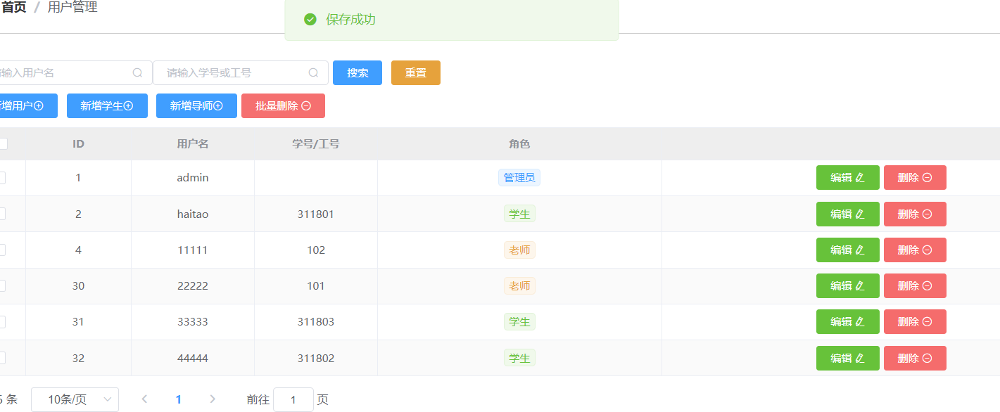 首页 / 用户管理
保存成功
输入用户名 请输入学号或工号 搜索 重置
增用户 新增学生 新增导师 批量删除
ID 用户名 学号/工号 角色
1 admin 管理员 编辑 删除
2 haitao 311801 学生 编辑 删除
4 11111 102 老师 编辑 删除
30 22222 101 老师 编辑 删除
31 33333 311803 学生 编辑 删除
32 44444 311802 学生 编辑 删除
条 10条/页 1 前往 1 页